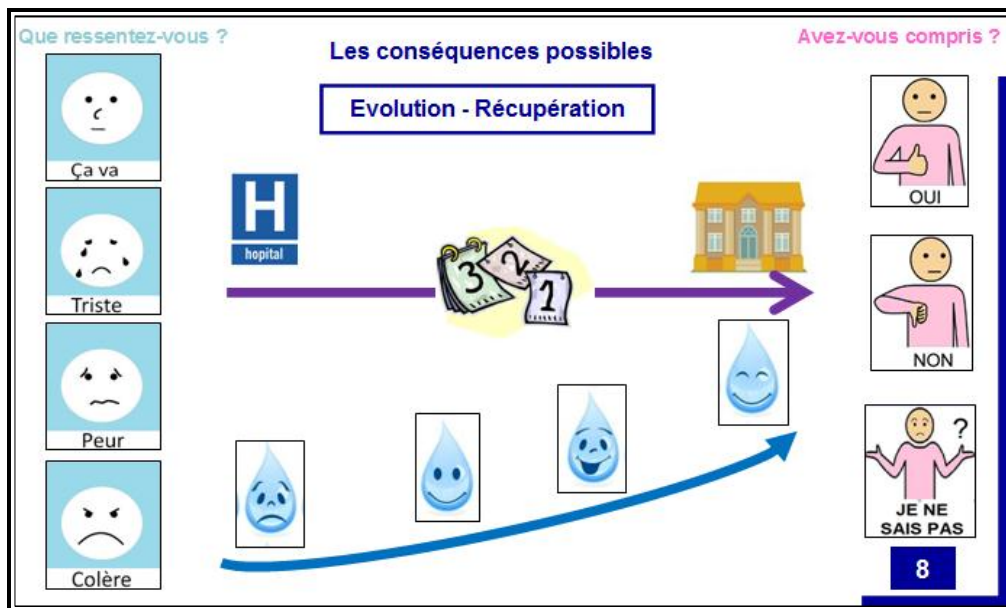 Que ressentez-vous ?
Les conséquences possibles
Avez-vous compris ?
Evolution - Récupération
Ça va
OUI
H
hopital
Triste
3
2
1
NON
Peur
?
JE NE
SAIS PAS
Colère
8